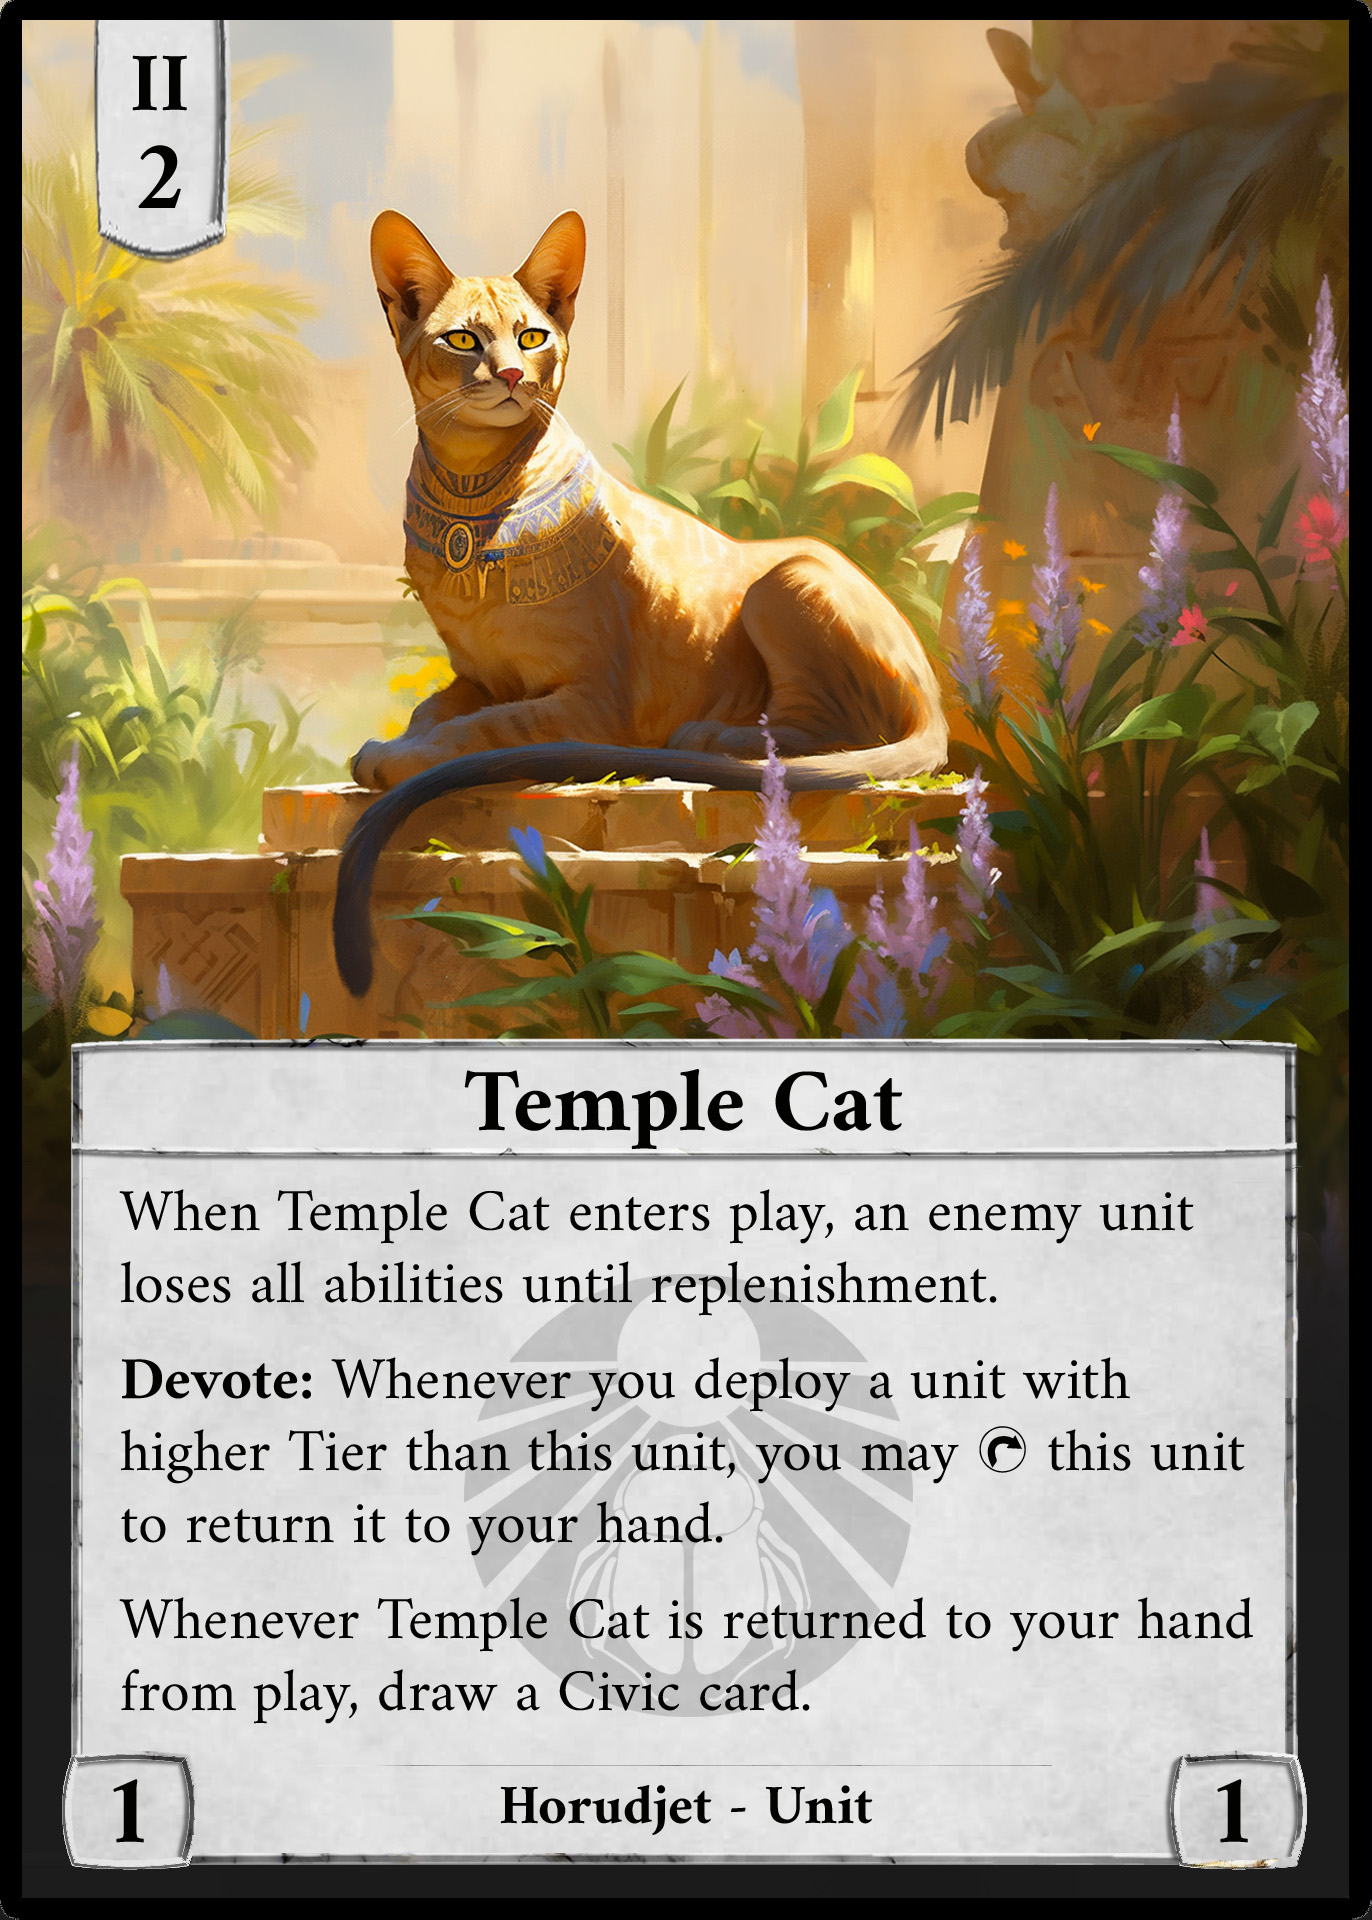 II
2
Temple Cat
When Temple Cat enters play, an enemy unit
loses all abilities until replenishment.
Devote: Whenever you deploy a unit with
higher Tier than this unit, you may this unit
to return it to your hand.
Whenever Temple Cat is returned to your hand
from play, draw a Civic card.
1
Horudjet - Unit
1